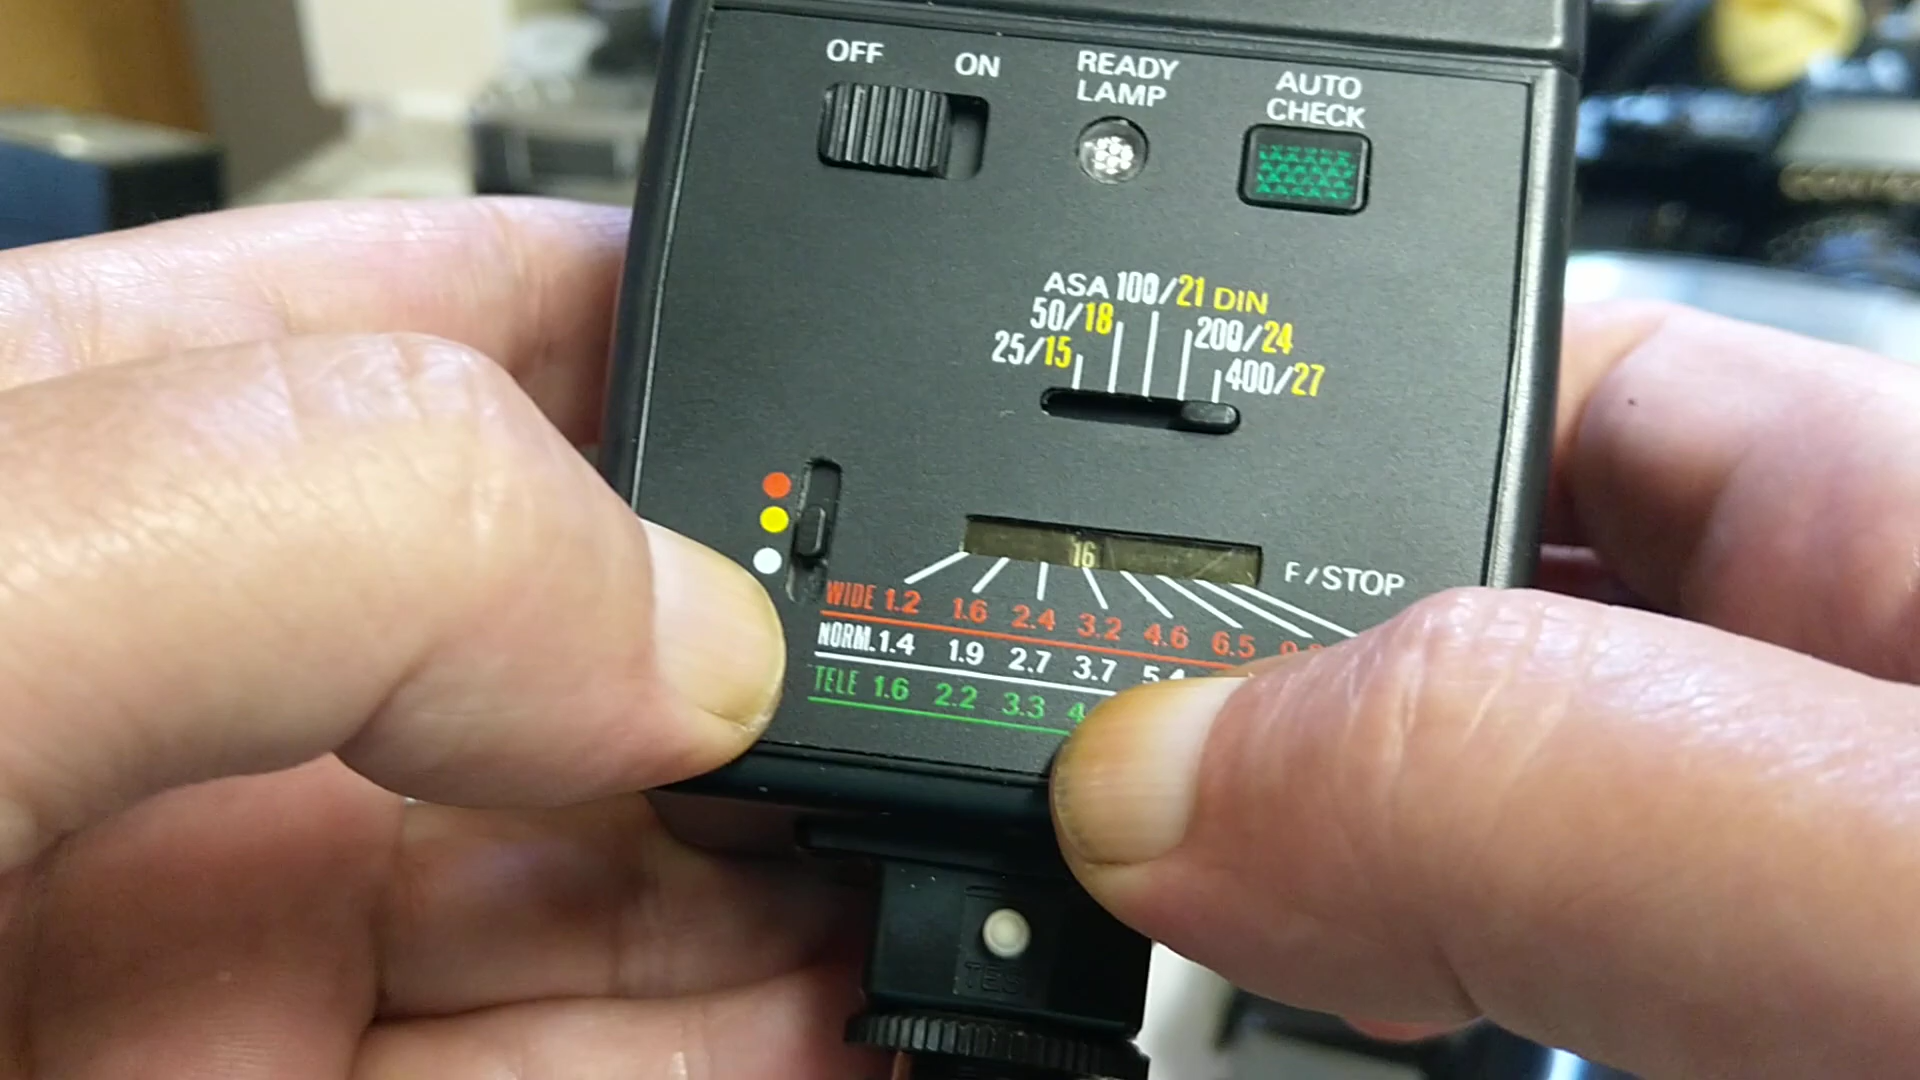 OFF ON
READY LAMP
AUTO CHECK
ASA 100/21 DIN
50/18 200/24
25/15 400/27
16
F/STOP
WIDE 1.2 1.6 2.4 3.2 4.6 6.5
NORM. 1.4 1.9 2.7 3.7
TELE 1.6 2.2 3.3